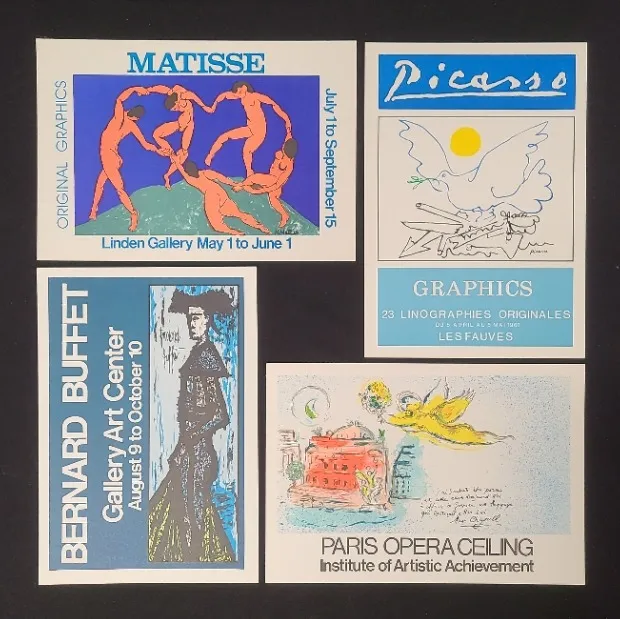 MATISSE
ORIGINAL GRAPHICS
July 1 to September 15
Linden Gallery May 1 to June 1
Picasso
GRAPHICS
23 LINOGRAPHIES ORIGINALES
LES FAUVES
BERNARD BUFFET
Gallery Art Center
August 9 to October 10
PARIS OPERA CEILING
Institute of Artistic Achievement